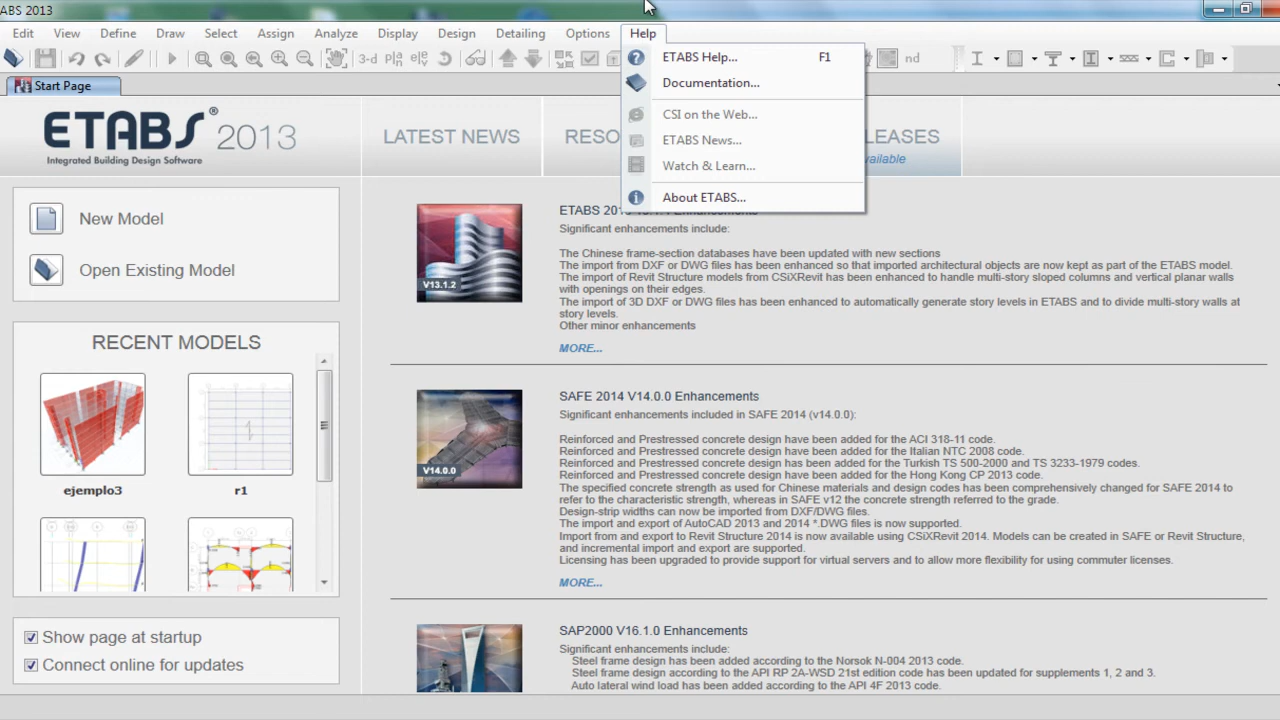 ABS 2013
Edit View Define Draw Select Assign Analyze Display Design Detailing Options Help
3-d plạ elẹ nd
ETABS Help... F1
Documentation...
CSI on the Web...
ETABS News...
Watch & Learn...
About ETABS...
Start Page
ETABS® 2013
Integrated Building Design Software
LATEST NEWS
RESO
LEASES
vailable
New Model
Open Existing Model
RECENT MODELS
ejemplo3
r1
Show page at startup
Connect online for updates
V13.1.2
ETABS 20
Enhancements
Significant enhancements include:
The Chinese frame-section databases have been updated with new sections
The import from DXF or DWG files has been enhanced so that imported architectural objects are now kept as part of the ETABS model.
The import of Revit Structure models from CSiXRevit has been enhanced to handle multi-story sloped columns and vertical planar walls
with openings on their edges.
The import of 3D DXF or DWG files has been enhanced to automatically generate story levels in ETABS and to divide multi-story walls at
story levels.
Other minor enhancements
MORE...
V14.0.0
SAFE 2014 V14.0.0 Enhancements
Significant enhancements included in SAFE 2014 (v14.0.0):
Reinforced and Prestressed concrete design have been added for the ACI 318-11 code.
Reinforced and Prestressed concrete design have been added for the Italian NTC 2008 code.
Reinforced and Prestressed concrete design has been added for the Turkish TS 500-2000 and TS 3233-1979 codes.
Reinforced and Prestressed concrete design have been added for the Hong Kong CP 2013 code.
The specified concrete strength as used for Chinese materials and design codes has been comprehensively changed for SAFE 2014 to
refer to the characteristic strength, whereas in SAFE v12 the concrete strength referred to the grade.
Design-strip widths can now be imported from DXF/DWG files.
The import and export of AutoCAD 2013 and 2014 *.DWG files is now supported.
Import from and export to Revit Structure 2014 is now available using CSiXRevit 2014. Models can be created in SAFE or Revit Structure,
and incremental import and export are supported.
Licensing has been upgraded to provide support for virtual servers and to allow more flexibility for using commuter licenses.
MORE...
SAP2000 V16.1.0 Enhancements
Significant enhancements include:
Steel frame design has been added according to the Norsok N-004 2013 code.
Steel frame design according to the API RP 2A-WSD 21st edition code has been updated for supplements 1, 2 and 3.
Auto lateral wind load has been added according to the API 4F 2013 code.